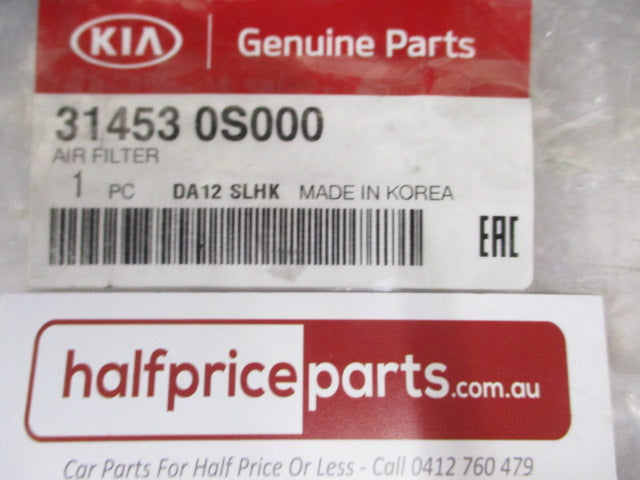 KIA Genuine Parts
31453 0S000
AIR FILTER
1 PC DA12 SLHK MADE IN KOREA
EAC
halfpriceparts.com.au
Car Parts For Half Price Or Less - Call 0412 760 479